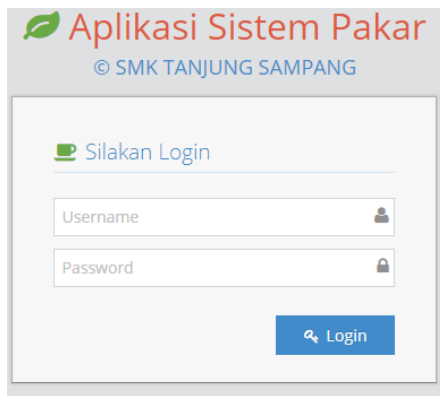 Aplikasi Sistem Pakar
© SMK TANJUNG SAMPANG
Silakan Login
Username
Password
Login